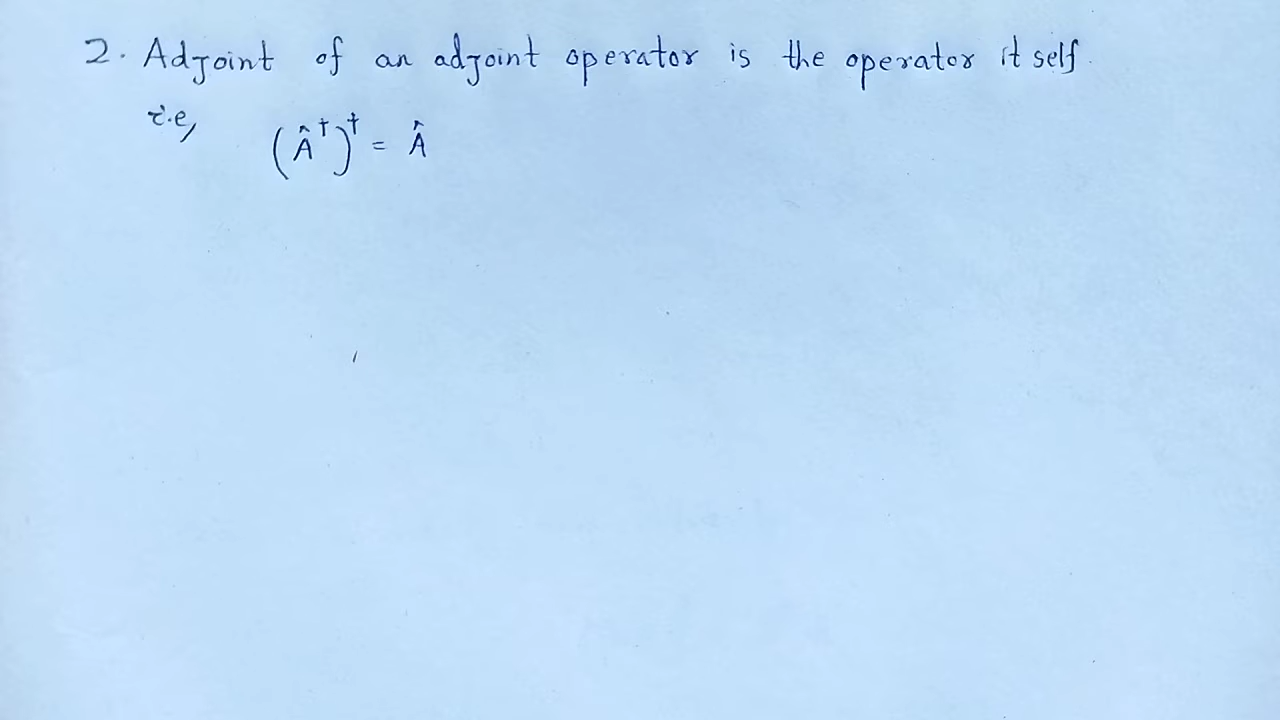 2. Adjoint of an adjoint operator is the operator it self.
i.e, (Â†)† = Â